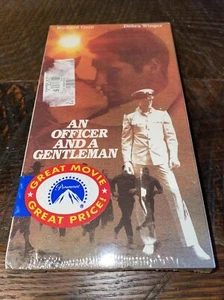 Richard Gere Debra Winger
AN
OFFICER AND A
GENTLEMAN
GREAT MOVIE
Paramount
GREAT PRICE!